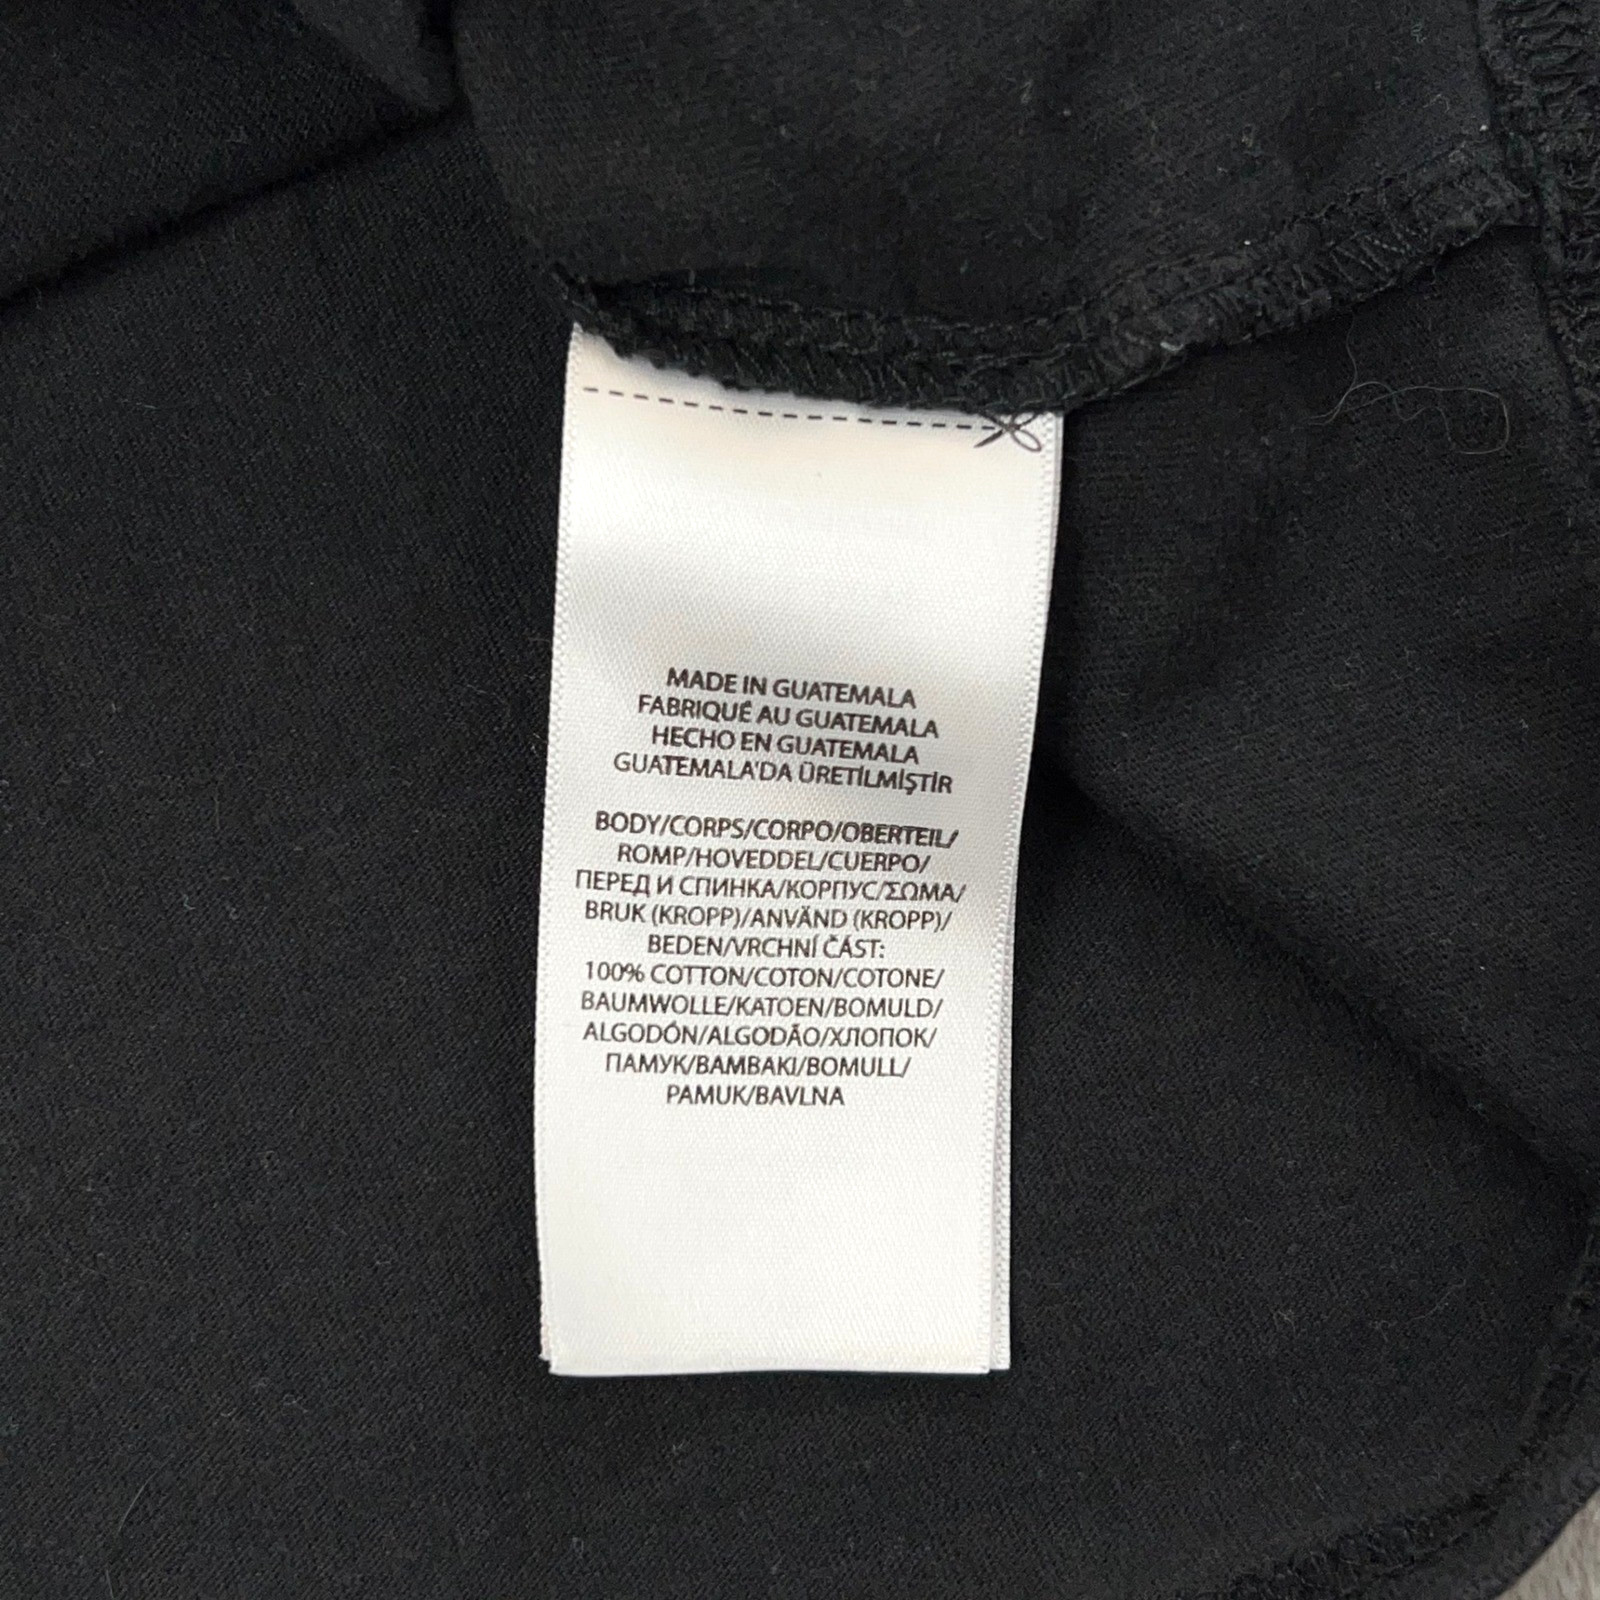 MADE IN GUATEMALA
FABRIQUÉ AU GUATEMALA
HECHO EN GUATEMALA
GUATEMALA'DA ÜRETİLMİŞTİR
BODY/CORPS/CORPO/OBERTEIL/
ROMP/HOVEDDEL/CUERPO/
ПЕРЕД И СПИНКА/КОРПУС/ΣΩΜΑ/
BRUK (KROPP)/ANVÄND (KROPP)/
BEDEN/VRCHNÍ ČÁST:
100% COTTON/COTON/COTONE/
BAUMWOLLE/KATOEN/BOMULD/
ALGODÓN/ALGODÃO/ХЛОПОК/
ПАМУК/BAMBAKI/BOMULL/
PAMUK/BAVLNA